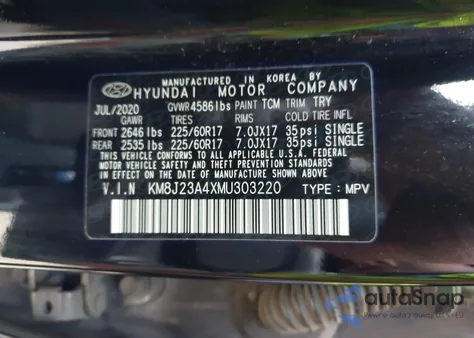 MANUFACTURED IN KOREA BY
HYUNDAI MOTOR COMPANY
JUL/2020 GVWR4586lbs PAINT TCM TRIM TRY
GAWR TIRES RIMS COLD TIRE INFL
FRONT 2646lbs 225/60R17 7.0JX17 35psi SINGLE
REAR 2535lbs 225/60R17 7.0JX17 35psi SINGLE
THIS VEHICLE CONFORMS TO ALL APPLICABLE U.S.A. FEDERAL
MOTOR VEHICLE SAFETY AND THEFT PREVENTION STANDARDS IN EFFECT
ON THE DATE OF MANUFACTURE SHOWN ABOVE.
V.I.N KM8J23A4XMU303220 TYPE : MPV
autoSnap